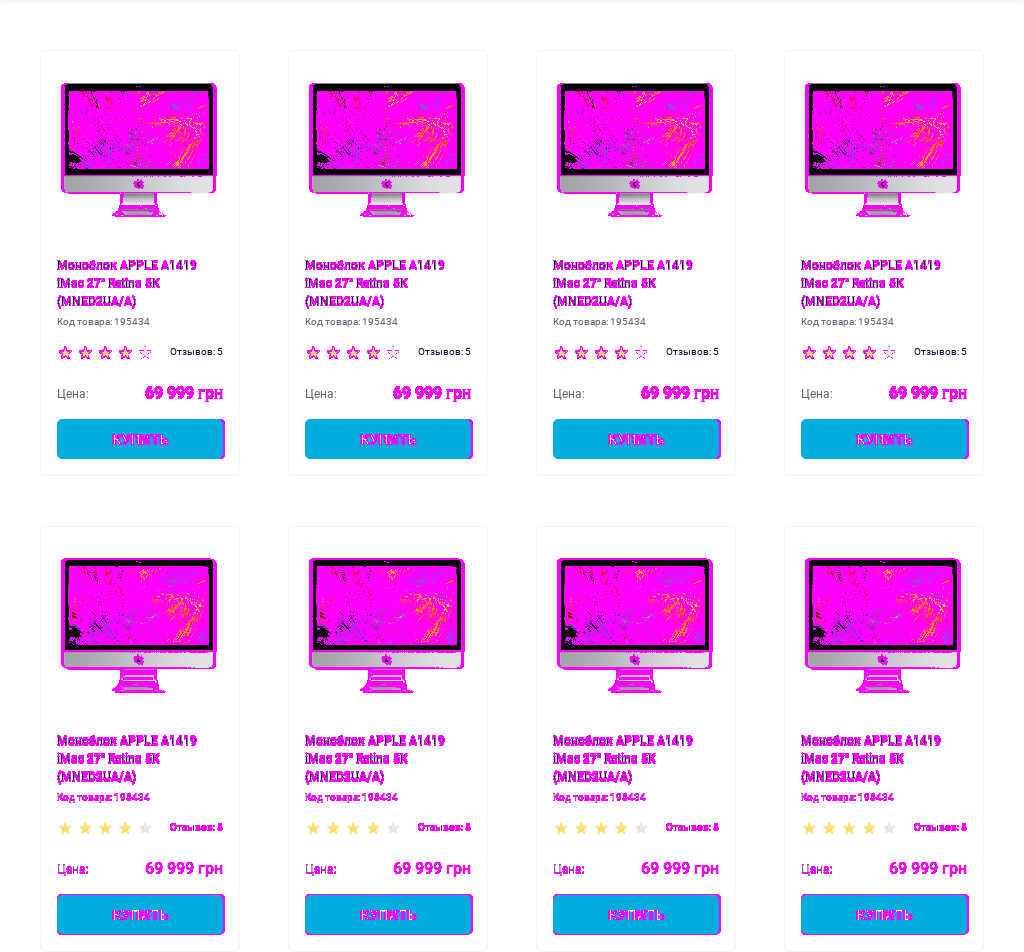 Моноблок APPLE A1419
iMac 27" Retina 5K
(MNED2UA/A)
Код товара: 195434
Отзывов: 5
Цена: 69 999 грн
КУПИТЬ
Моноблок APPLE A1419
iMac 27" Retina 5K
(MNED2UA/A)
Код товара: 195434
Отзывов: 5
Цена: 69 999 грн
КУПИТЬ
Моноблок APPLE A1419
iMac 27" Retina 5K
(MNED2UA/A)
Код товара: 195434
Отзывов: 5
Цена: 69 999 грн
КУПИТЬ
Моноблок APPLE A1419
iMac 27" Retina 5K
(MNED2UA/A)
Код товара: 195434
Отзывов: 5
Цена: 69 999 грн
КУПИТЬ
Моноблок APPLE A1419
iMac 27" Retina 5K
(MNED2UA/A)
Код товара: 195434
Отзывов: 5
Цена: 69 999 грн
КУПИТЬ
Моноблок APPLE A1419
iMac 27" Retina 5K
(MNED2UA/A)
Код товара: 195434
Отзывов: 5
Цена: 69 999 грн
КУПИТЬ
Моноблок APPLE A1419
iMac 27" Retina 5K
(MNED2UA/A)
Код товара: 195434
Отзывов: 5
Цена: 69 999 грн
КУПИТЬ
Моноблок APPLE A1419
iMac 27" Retina 5K
(MNED2UA/A)
Код товара: 195434
Отзывов: 5
Цена: 69 999 грн
КУПИТЬ